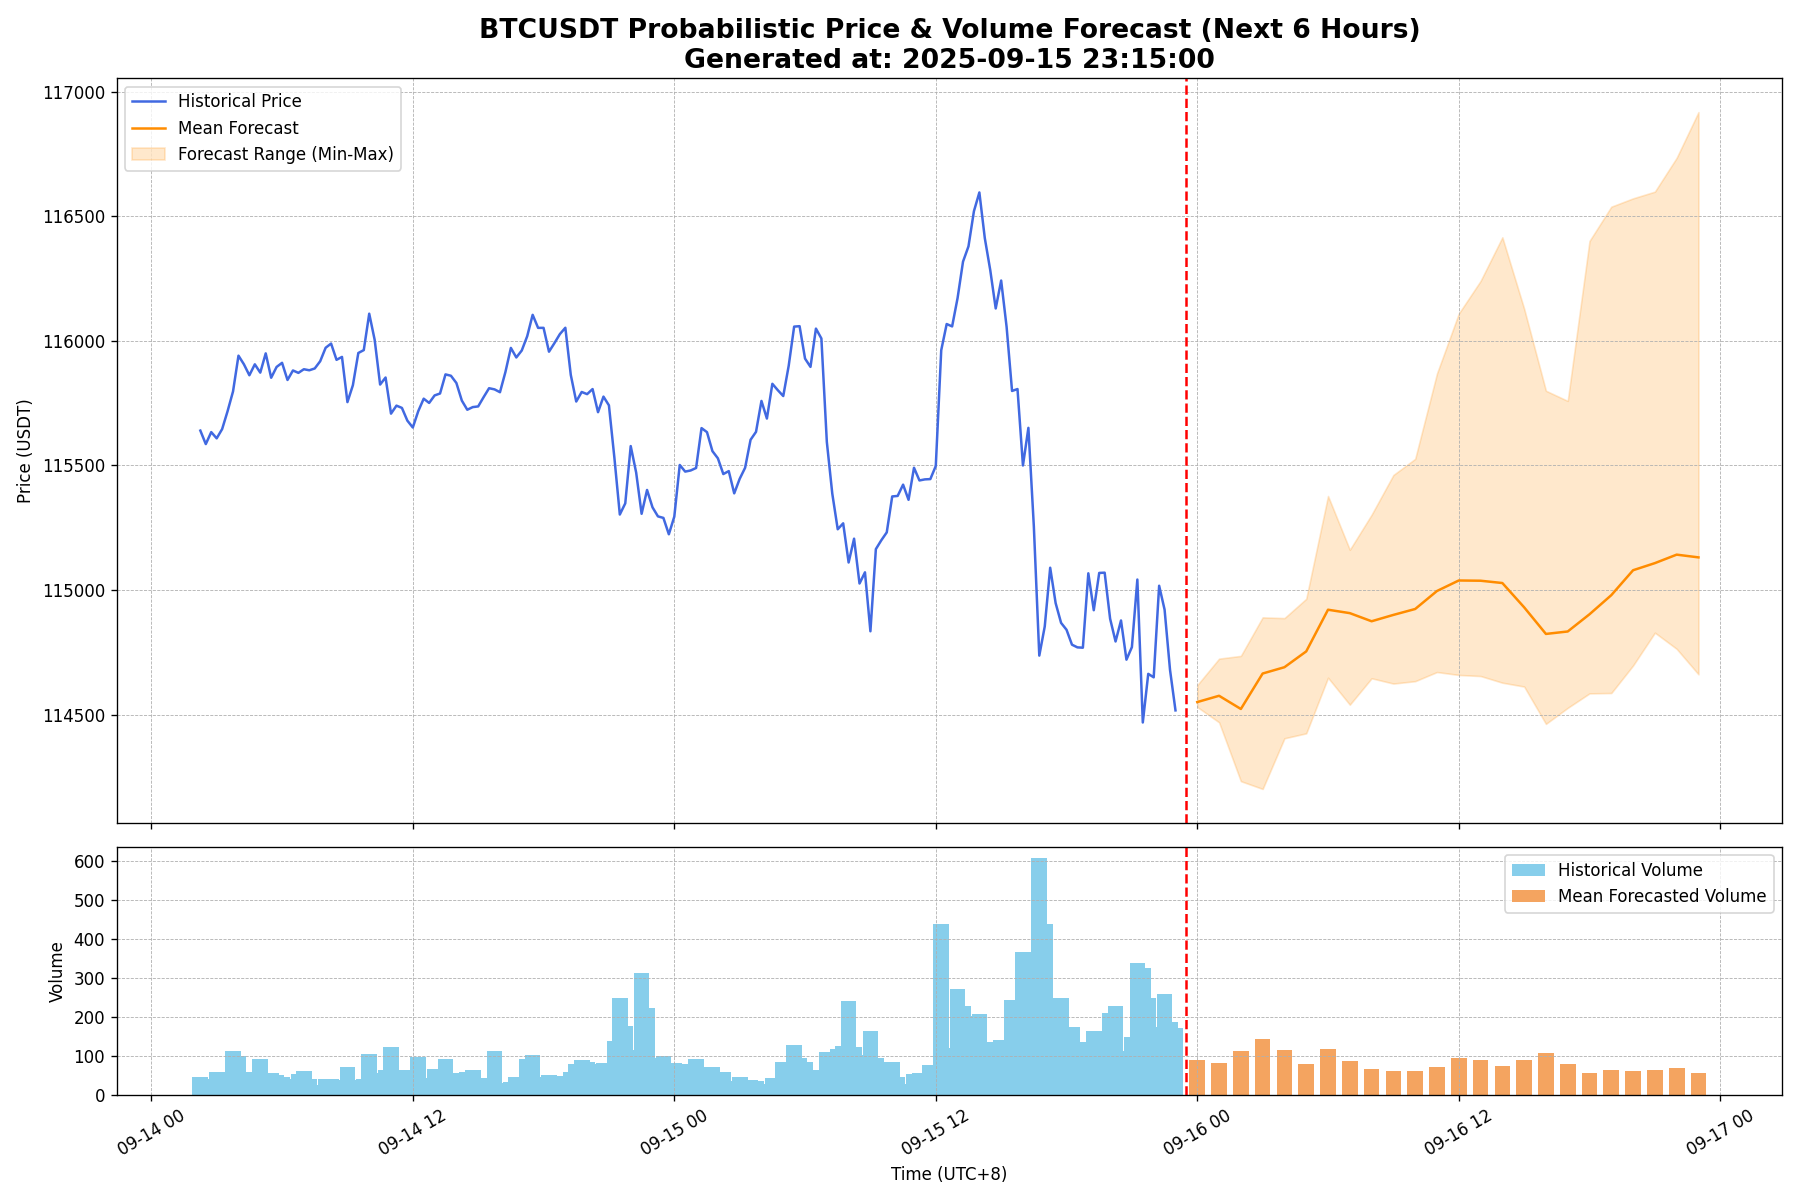 BTCUSDT Probabilistic Price & Volume Forecast (Next 6 Hours)
Generated at: 2025-09-15 23:15:00
Historical Price
Mean Forecast
Forecast Range (Min-Max)
117000
116500
116000
115500
115000
114500
Price (USDT)
Historical Volume
Mean Forecasted Volume
600
500
400
300
200
100
0
Volume
09-14 00
09-14 12
09-15 00
09-15 12
09-16 00
09-16 12
09-17 00
Time (UTC+8)